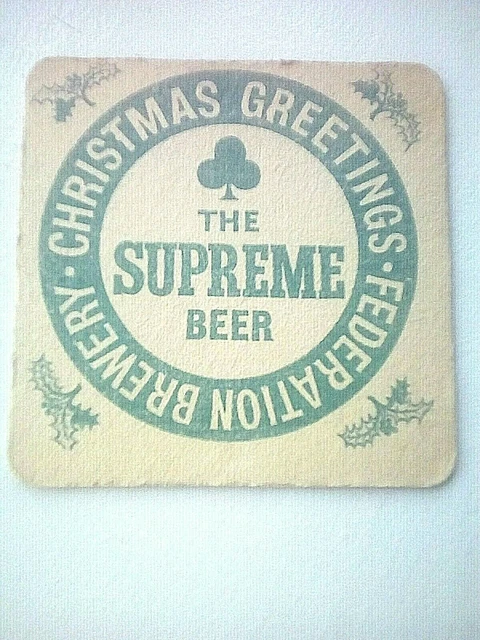 CHRISTMAS GREETINGS
THE
SUPREME
BEER
FEDERATION BREWERY